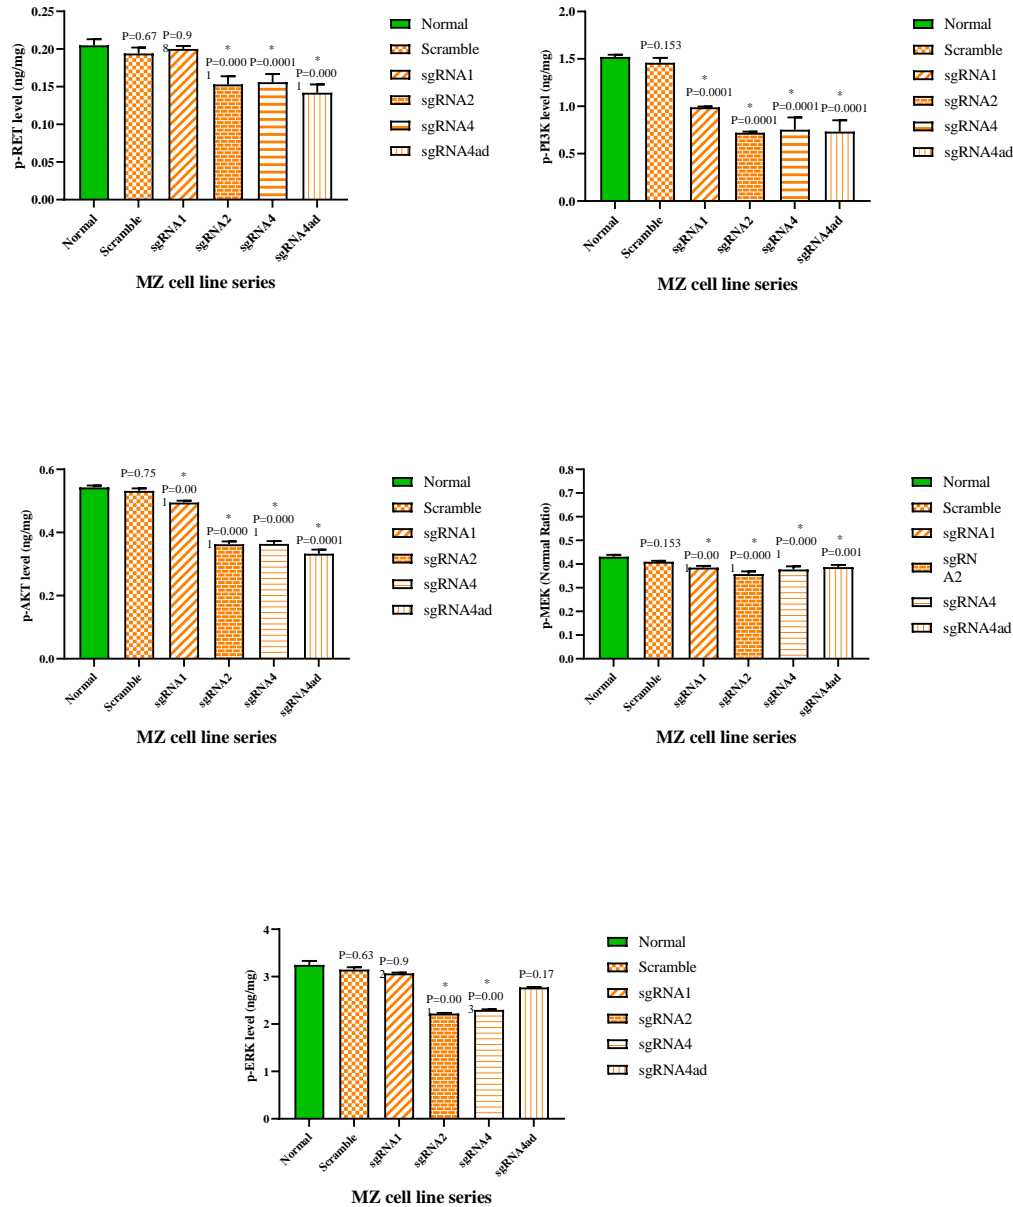 p-RET level (ng/mg)
0.25
0.20
0.15
0.10
0.05
0.00
P=0.67
P=0.9
8
*
P=0.000
1
*
P=0.0001
*
P=0.000
1
Normal
Scramble
sgRNA1
sgRNA2
sgRNA4
sgRNA4ad
MZ cell line series
Normal
Scramble
sgRNA1
sgRNA2
sgRNA4
sgRNA4ad
p-PI3K level (ng/mg)
2.0
1.5
1.0
0.5
0.0
P=0.153
*
P=0.0001
*
P=0.0001
*
P=0.0001
*
P=0.0001
Normal
Scramble
sgRNA1
sgRNA2
sgRNA4
sgRNA4ad
MZ cell line series
Normal
Scramble
sgRNA1
sgRNA2
sgRNA4
sgRNA4ad
p-AKT level (ng/mg)
0.6
0.4
0.2
0.0
P=0.75
*
P=0.00
1
*
P=0.000
1
*
P=0.000
1
*
P=0.0001
Normal
Scramble
sgRNA1
sgRNA2
sgRNA4
sgRNA4ad
MZ cell line series
Normal
Scramble
sgRNA1
sgRNA2
sgRNA4
sgRNA4ad
p-MEK (Normal Ratio)
0.8
0.7
0.6
0.5
0.4
0.3
0.2
0.1
0.0
P=0.153
*
P=0.00
1
*
P=0.000
1
*
P=0.000
1
*
P=0.001
Normal
Scramble
sgRNA1
sgRNA2
sgRNA4
sgRNA4ad
MZ cell line series
Normal
Scramble
sgRNA1
sgRN
A2
sgRNA4
sgRNA4ad
p-ERK level (ng/mg)
4
3
2
1
0
P=0.63
P=0.9
2
*
P=0.00
1
*
P=0.00
3
P=0.17
Normal
Scramble
sgRNA1
sgRNA2
sgRNA4
sgRNA4ad
MZ cell line series
Normal
Scramble
sgRNA1
sgRNA2
sgRNA4
sgRNA4ad